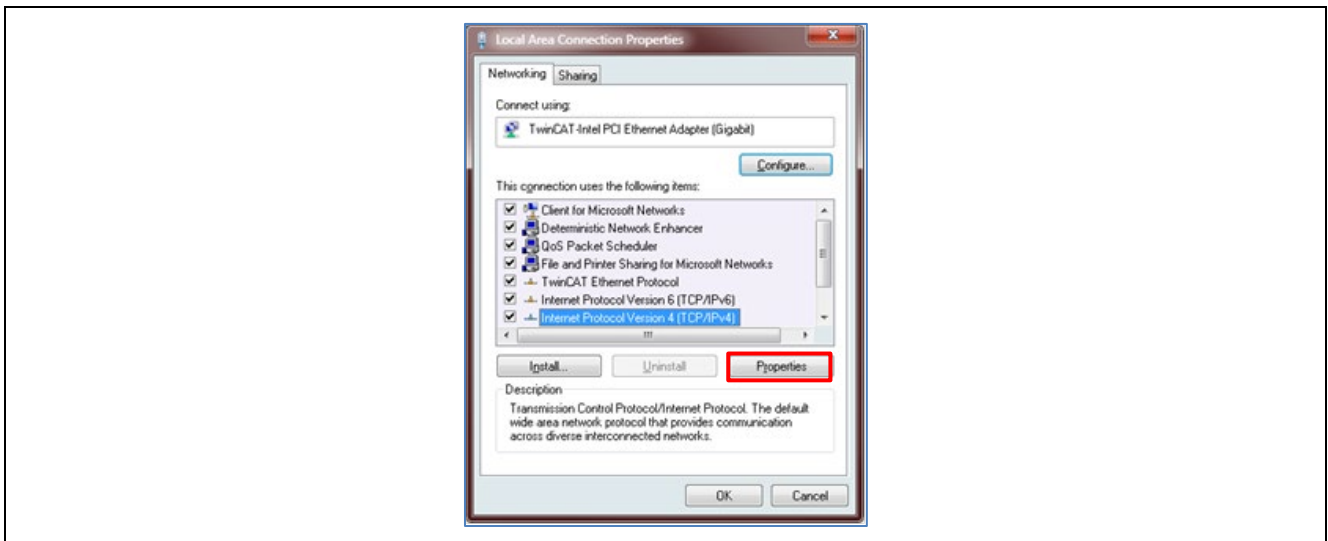 Local Area Connection Properties
Networking Sharing
Connect using:
TwinCAT-Intel PCI Ethernet Adapter (Gigabit)
Configure...
This connection uses the following items:
Client for Microsoft Networks
Deterministic Network Enhancer
QoS Packet Scheduler
File and Printer Sharing for Microsoft Networks
TwinCAT Ethernet Protocol
Internet Protocol Version 6 (TCP/IPv6)
Internet Protocol Version 4 (TCP/IPv4)
Install... Uninstall Properties
Description
Transmission Control Protocol/Internet Protocol. The default
wide area network protocol that provides communication
across diverse interconnected networks.
OK Cancel